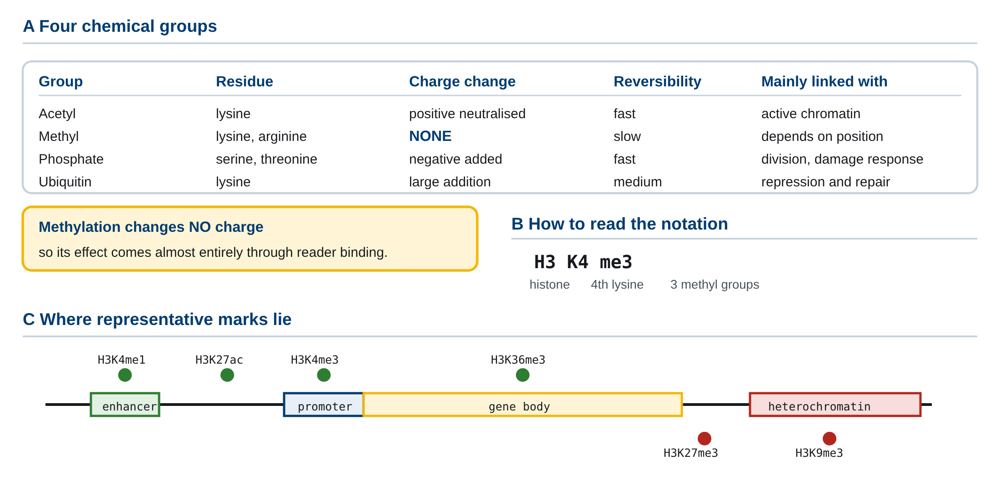 A Four chemical groups
Group Residue Charge change Reversibility Mainly linked with
Acetyl lysine positive neutralised fast active chromatin
Methyl lysine, arginine NONE slow depends on position
Phosphate serine, threonine negative added fast division, damage response
Ubiquitin lysine large addition medium repression and repair
Methylation changes NO charge
so its effect comes almost entirely through reader binding.
B How to read the notation
H3 K4 me3
histone 4th lysine 3 methyl groups
C Where representative marks lie
H3K4me1 H3K27ac H3K4me3 H3K36me3
enhancer promoter gene body heterochromatin
H3K27me3 H3K9me3